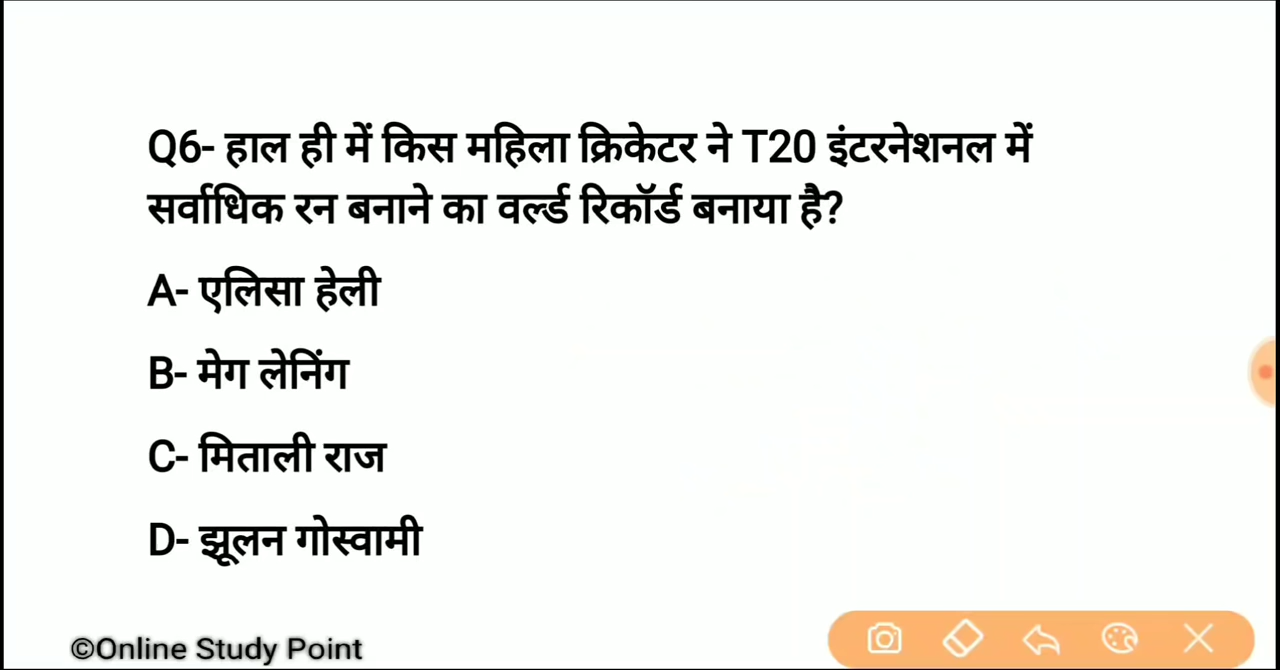 Q6- हाल ही में किस महिला क्रिकेटर ने T20 इंटरनेशनल में
सर्वाधिक रन बनाने का वर्ल्ड रिकॉर्ड बनाया है?
A- एलिसा हेली
B- मेग लेनिंग
C- मिताली राज
D- झूलन गोस्वामी
©Online Study Point